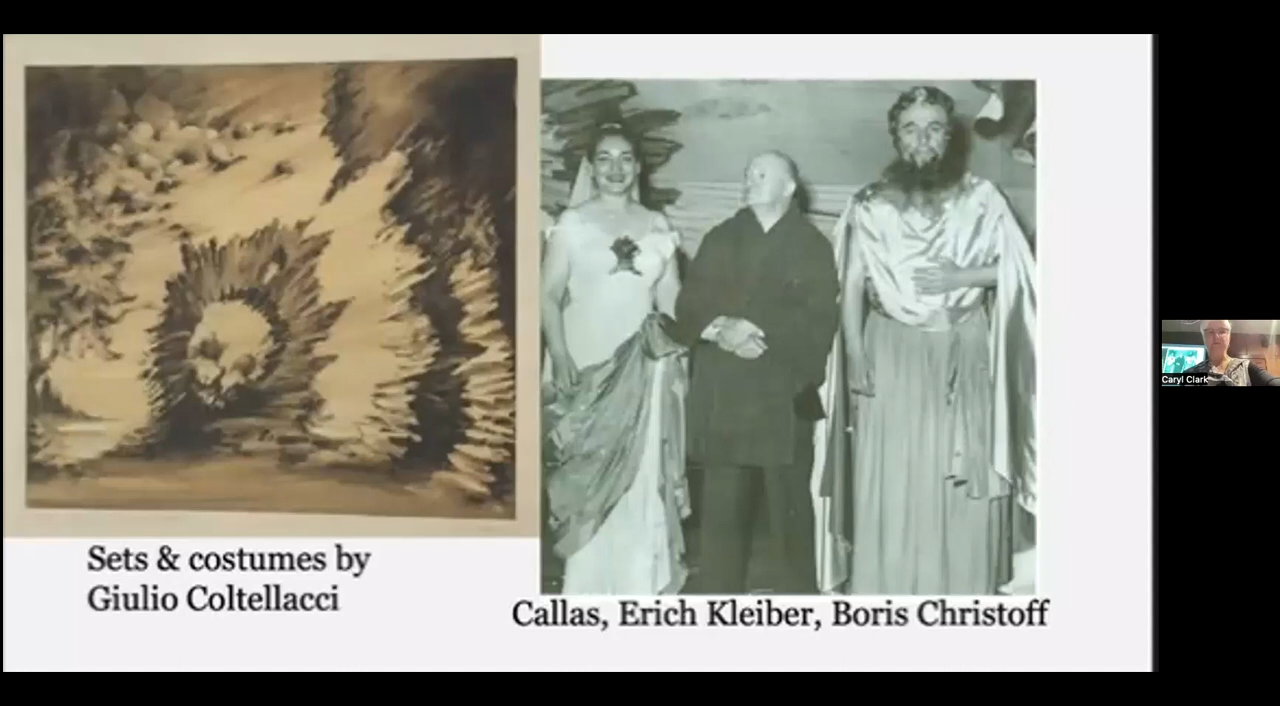 Sets & costumes by
Giulio Coltellacci
Callas, Erich Kleiber, Boris Christoff
Caryl Clark